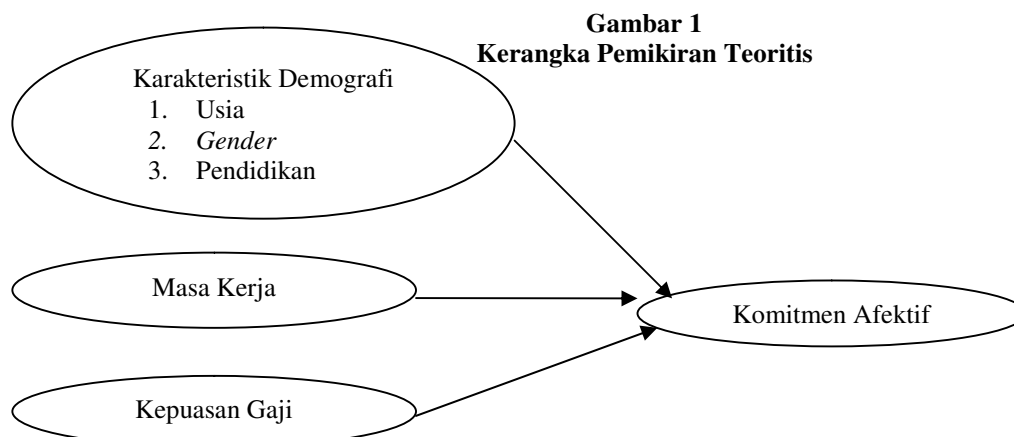 Gambar 1
Kerangka Pemikiran Teoritis
Karakteristik Demografi
1. Usia
2. Gender
3. Pendidikan
Masa Kerja
Komitmen Afektif
Kepuasan Gaji